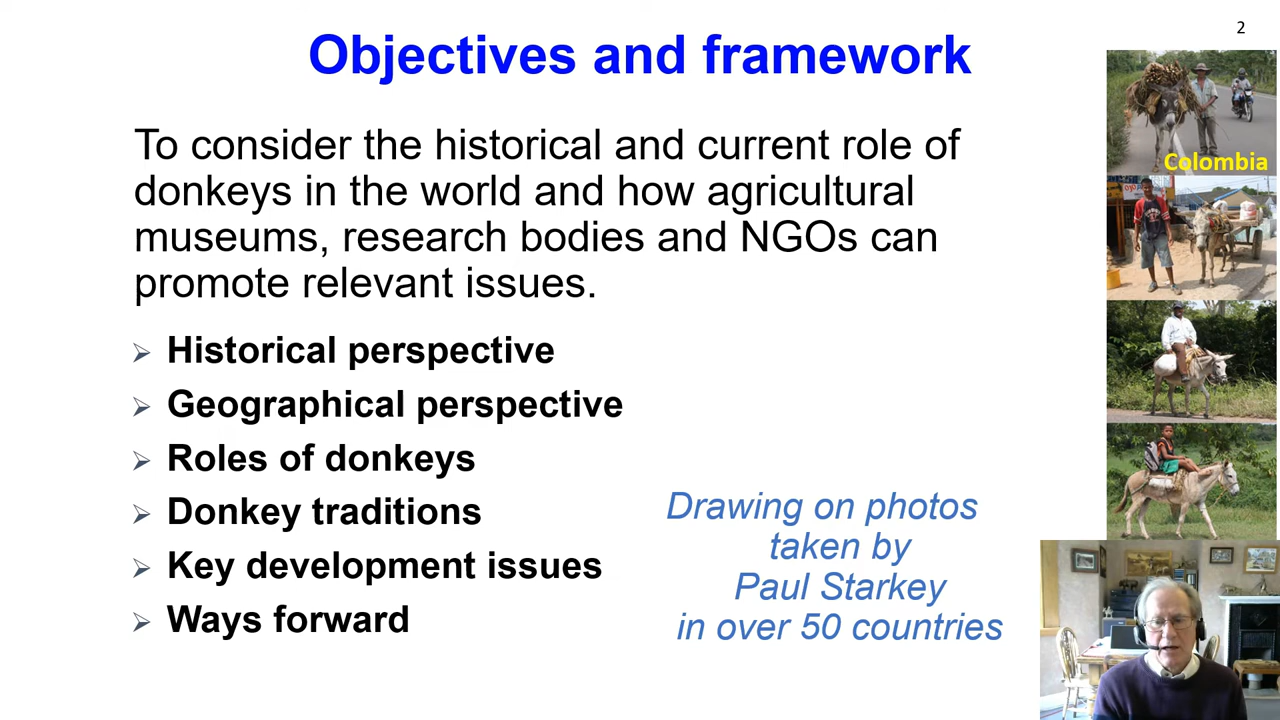 2
Objectives and framework
To consider the historical and current role of
donkeys in the world and how agricultural
museums, research bodies and NGOs can
promote relevant issues.
Historical perspective
Geographical perspective
Roles of donkeys
Donkey traditions
Key development issues
Ways forward
Drawing on photos
taken by
Paul Starkey
in over 50 countries
Colombia